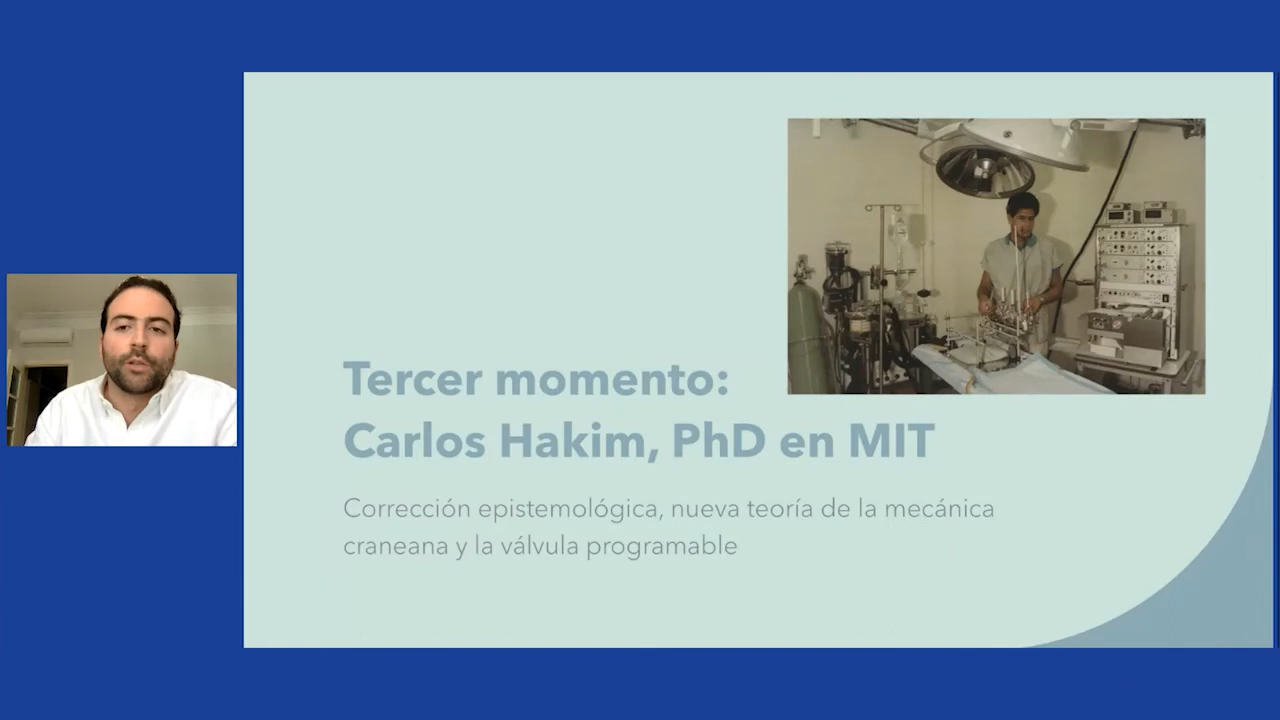 Tercer momento:
Carlos Hakim, PhD en MIT
Corrección epistemológica, nueva teoría de la mecánica
craneana y la válvula programable